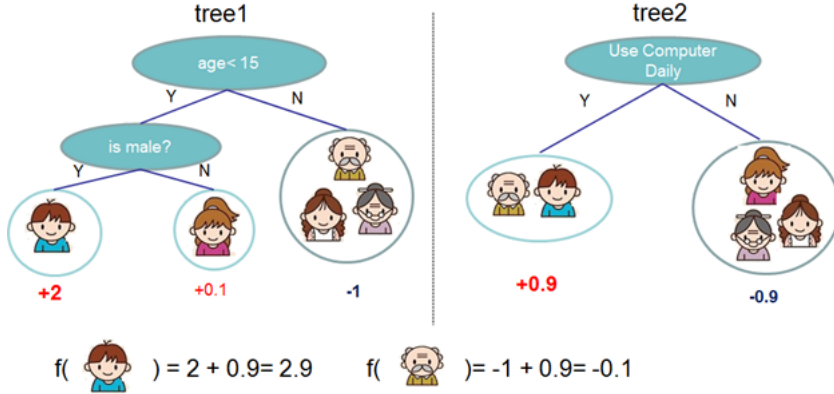 tree1
tree2
age< 15
Use Computer
Daily
Y
N
Y
N
is male?
Y
N
+2
+0.1
-1
+0.9
-0.9
f( ) = 2 + 0.9= 2.9
f( )= -1 + 0.9= -0.1